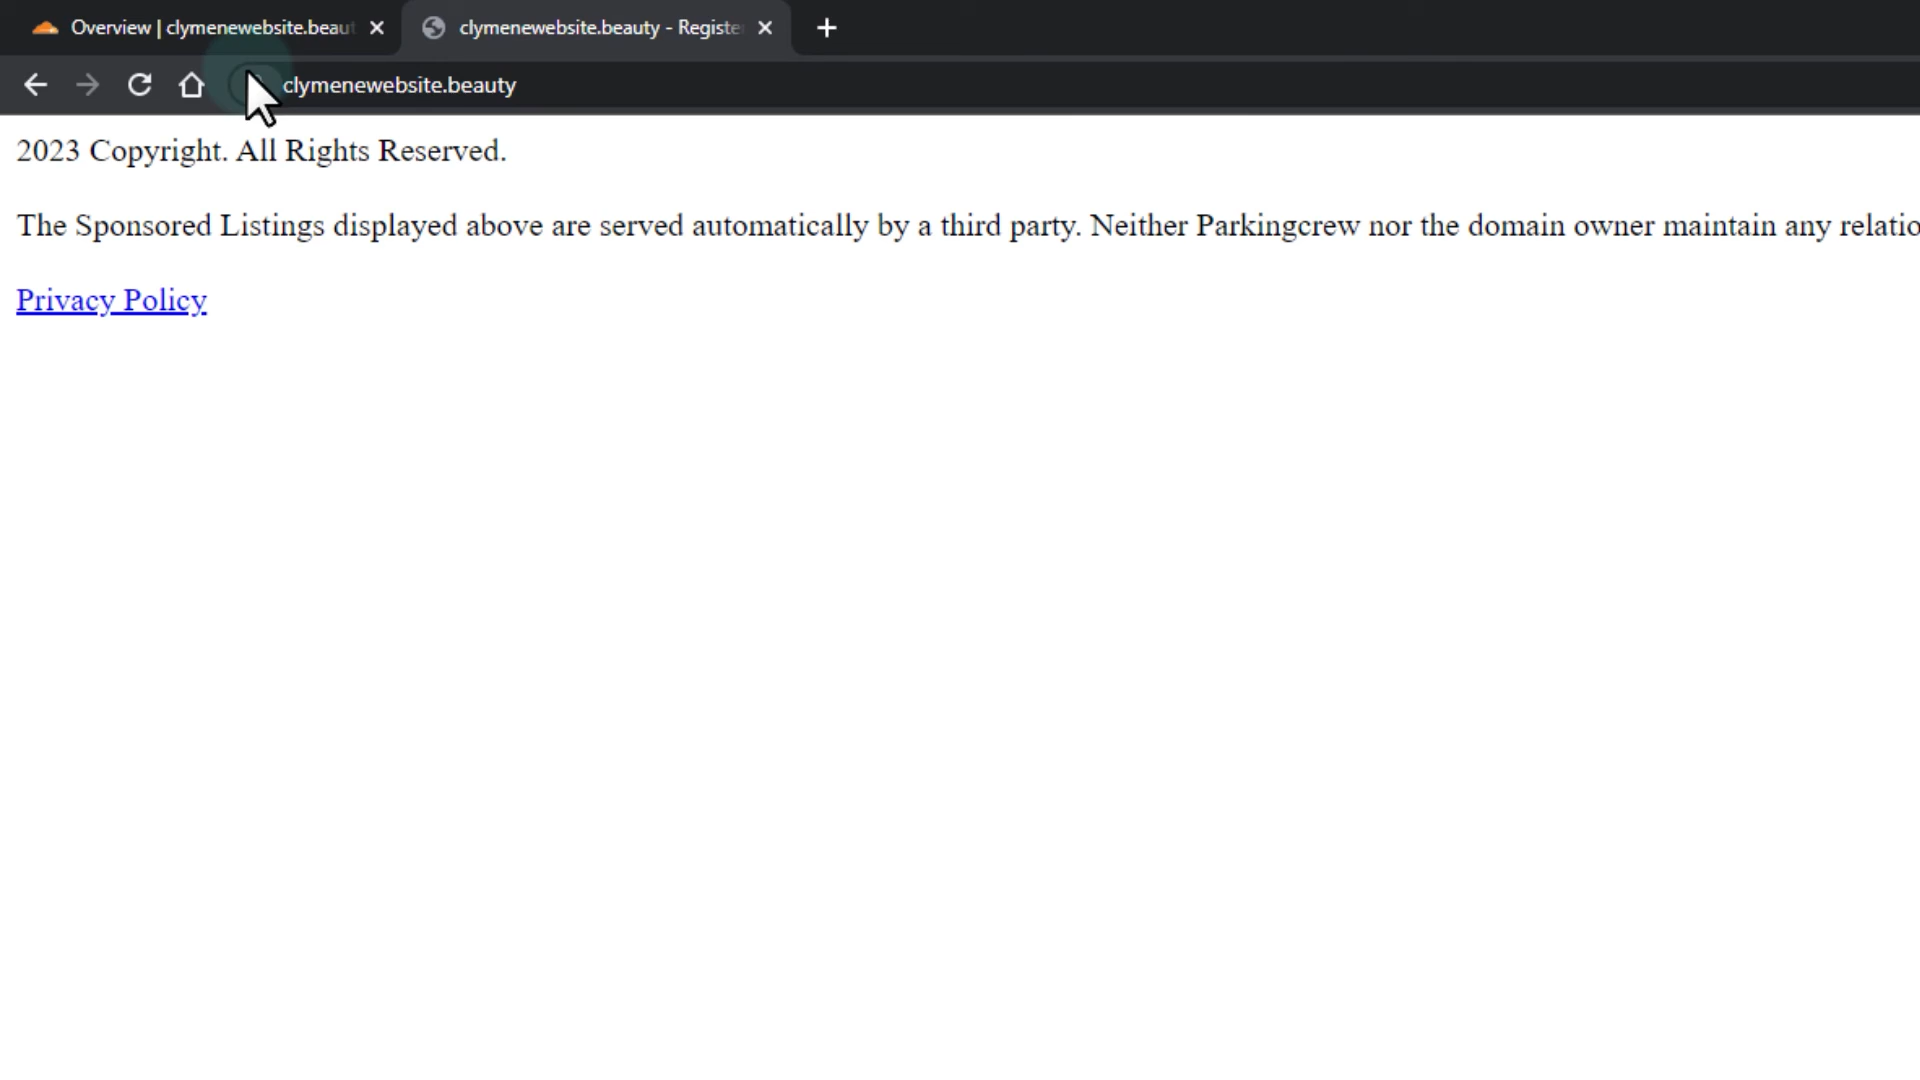 Overview | clymenewebsite.beaut
clymenewebsite.beauty - Registe
clymenewebsite.beauty
2023 Copyright. All Rights Reserved.
The Sponsored Listings displayed above are served automatically by a third party. Neither Parkingcrew nor the domain owner maintain any relatio
Privacy Policy